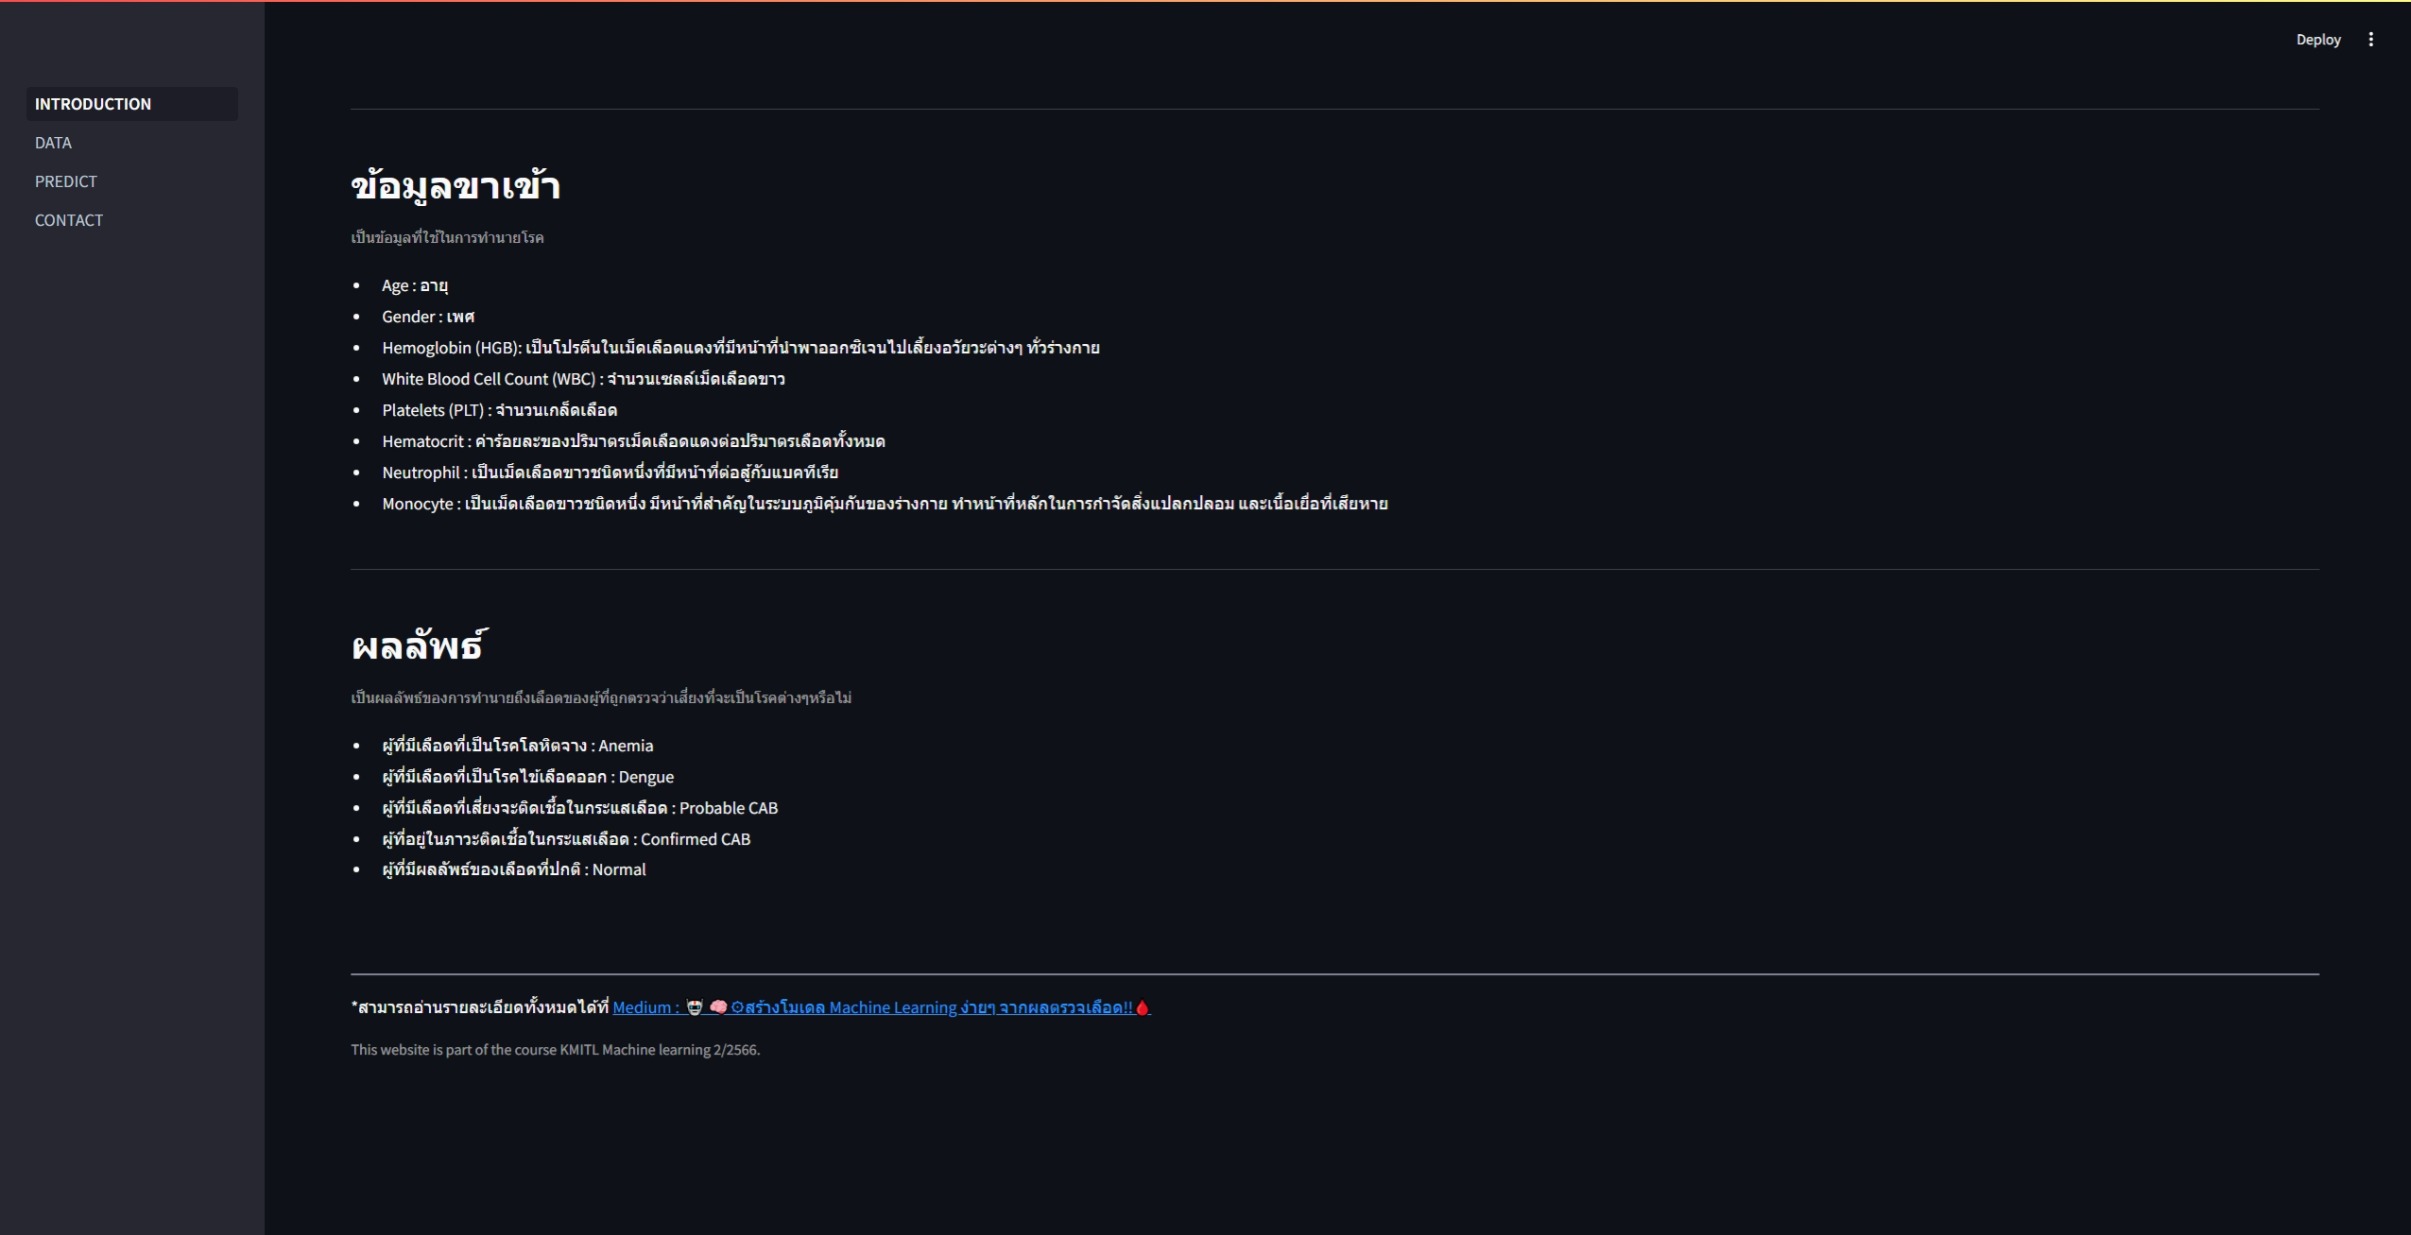 Deploy
INTRODUCTION
DATA
PREDICT
CONTACT
ข้อมูลขาเข้า
เป็นข้อมูลที่ใช้ในการทำนายโรค
Age : อายุ
Gender : เพศ
Hemoglobin (HGB): เป็นโปรตีนในเม็ดเลือดแดงที่มีหน้าที่นำพาออกซิเจนไปเลี้ยงอวัยวะต่างๆ ทั่วร่างกาย
White Blood Cell Count (WBC) : จำนวนเซลล์เม็ดเลือดขาว
Platelets (PLT) : จำนวนเกล็ดเลือด
Hematocrit : ค่าร้อยละของปริมาตรเม็ดเลือดแดงต่อปริมาตรเลือดทั้งหมด
Neutrophil : เป็นเม็ดเลือดขาวชนิดหนึ่งที่มีหน้าที่ต่อสู้กับแบคทีเรีย
Monocyte : เป็นเม็ดเลือดขาวชนิดหนึ่ง มีหน้าที่สำคัญในระบบภูมิคุ้มกันของร่างกาย ทำหน้าที่หลักในการกำจัดสิ่งแปลกปลอม และเนื้อเยื่อที่เสียหาย
ผลลัพธ์
เป็นผลลัพธ์ของการทำนายถึงเลือดของผู้ที่ถูกตรวจว่าเสี่ยงที่จะเป็นโรคต่างๆหรือไม่
ผู้ที่มีเลือดที่เป็นโรคโลหิตจาง : Anemia
ผู้ที่มีเลือดที่เป็นโรคไข้เลือดออก : Dengue
ผู้ที่มีเลือดที่เสี่ยงจะติดเชื้อในกระแสเลือด : Probable CAB
ผู้ที่อยู่ในภาวะติดเชื้อในกระแสเลือด : Confirmed CAB
ผู้ที่มีผลลัพธ์ของเลือดที่ปกติ : Normal
*สามารถอ่านรายละเอียดทั้งหมดได้ที่ Medium : 🤖 🧠 ⚙สร้างโมเดล Machine Learning ง่ายๆ จากผลตรวจเลือด!!🩸
This website is part of the course KMITL Machine learning 2/2566.